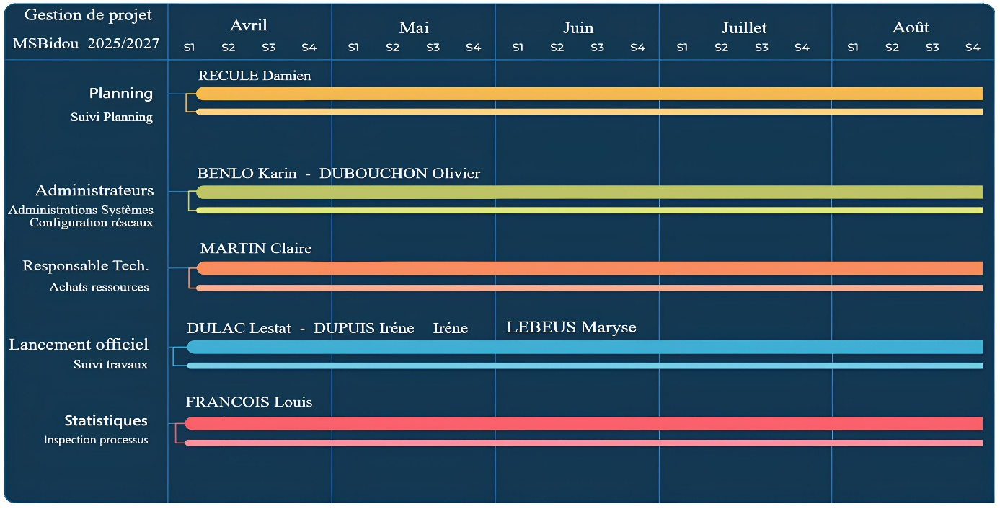 Gestion de projet
MSBidou 2025/2027
Avril
Mai
Juin
Juillet
Août
S1 S2 S3 S4 S1 S2 S3 S4 S1 S2 S3 S4 S1 S2 S3 S4 S1 S2 S3 S4
RECULE Damien
Planning
Suivi Planning
BENLO Karin - DUBOUCHON Olivier
Administrateurs
Administrations Systèmes
Configuration réseaux
MARTIN Claire
Responsable Tech.
Achats ressources
DULAC Lestat - DUPUIS Iréne Iréne LEBEUS Maryse
Lancement officiel
Suivi travaux
FRANCOIS Louis
Statistiques
Inspection processus